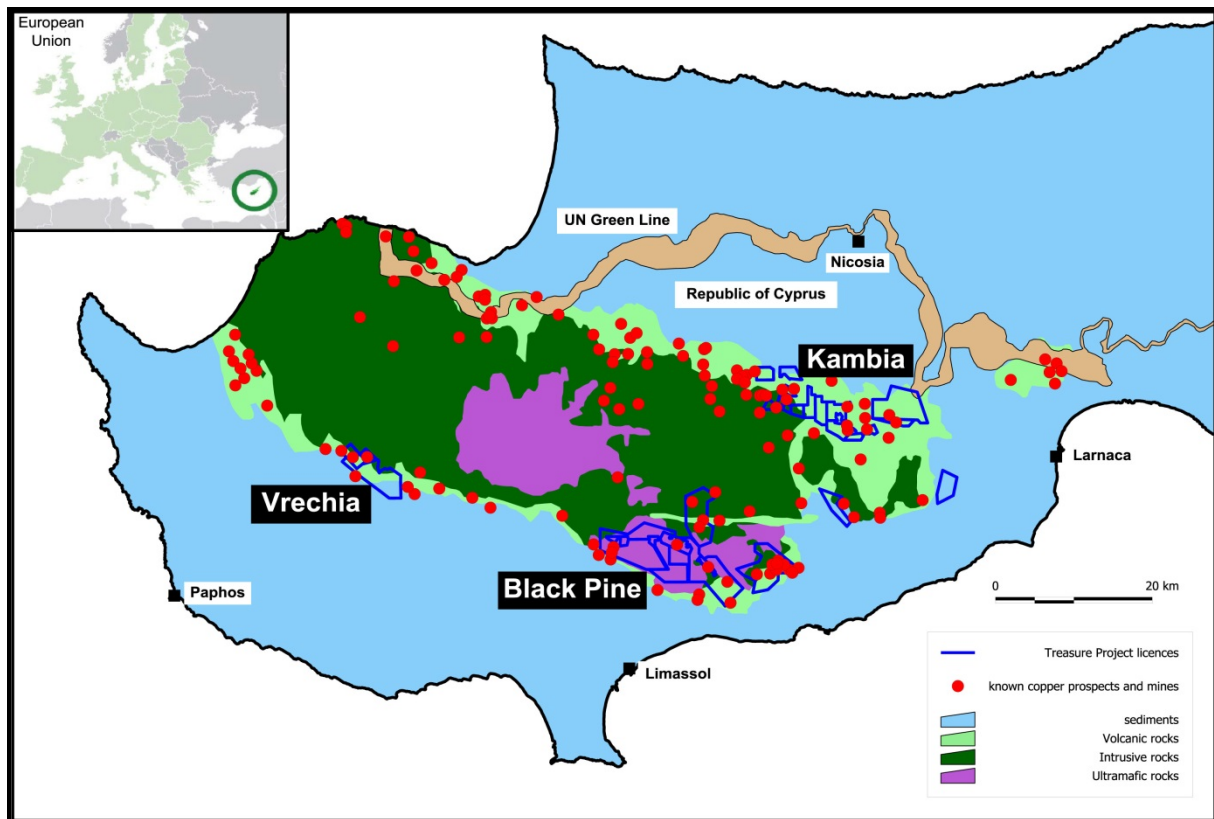 European
Union
UN Green Line
Nicosia
Republic of Cyprus
Kambia
Larnaca
Vrechia
Black Pine
Paphos
0
20 km
Limassol
Treasure Project licences
known copper prospects and mines
sediments
Volcanic rocks
Intrusive rocks
Ultramafic rocks